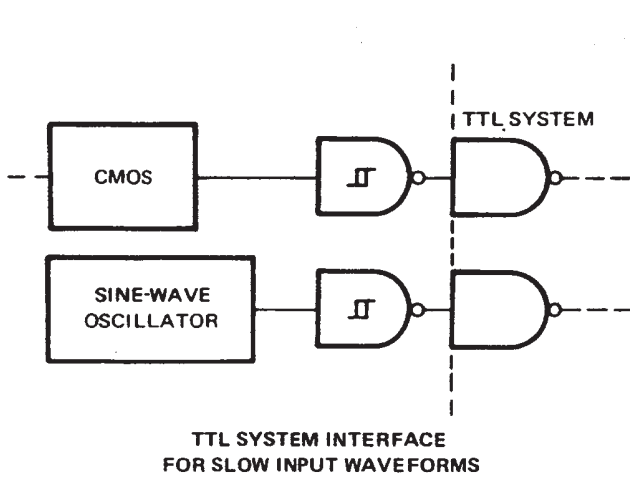 TTL SYSTEM
CMOS
SINE-WAVE
OSCILLATOR
TTL SYSTEM INTERFACE
FOR SLOW INPUT WAVEFORMS